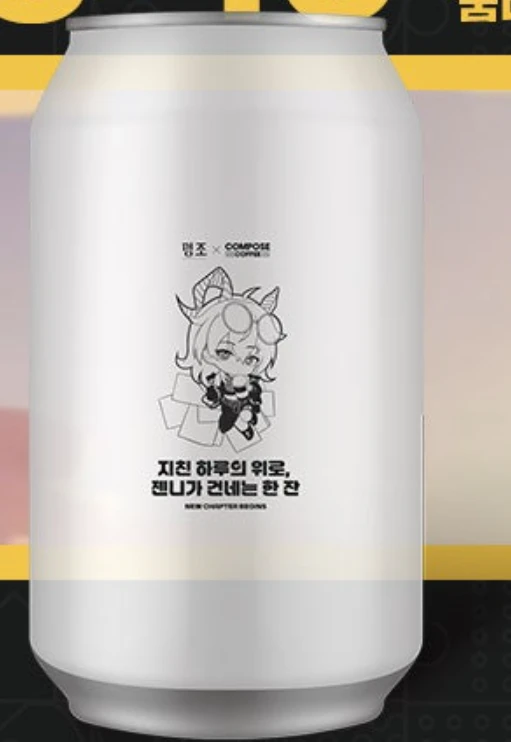 명조 × COMPOSE COFFEE
지친 하루의 위로,
젠니가 건네는 한 잔
NEW CHAPTER BEGINS